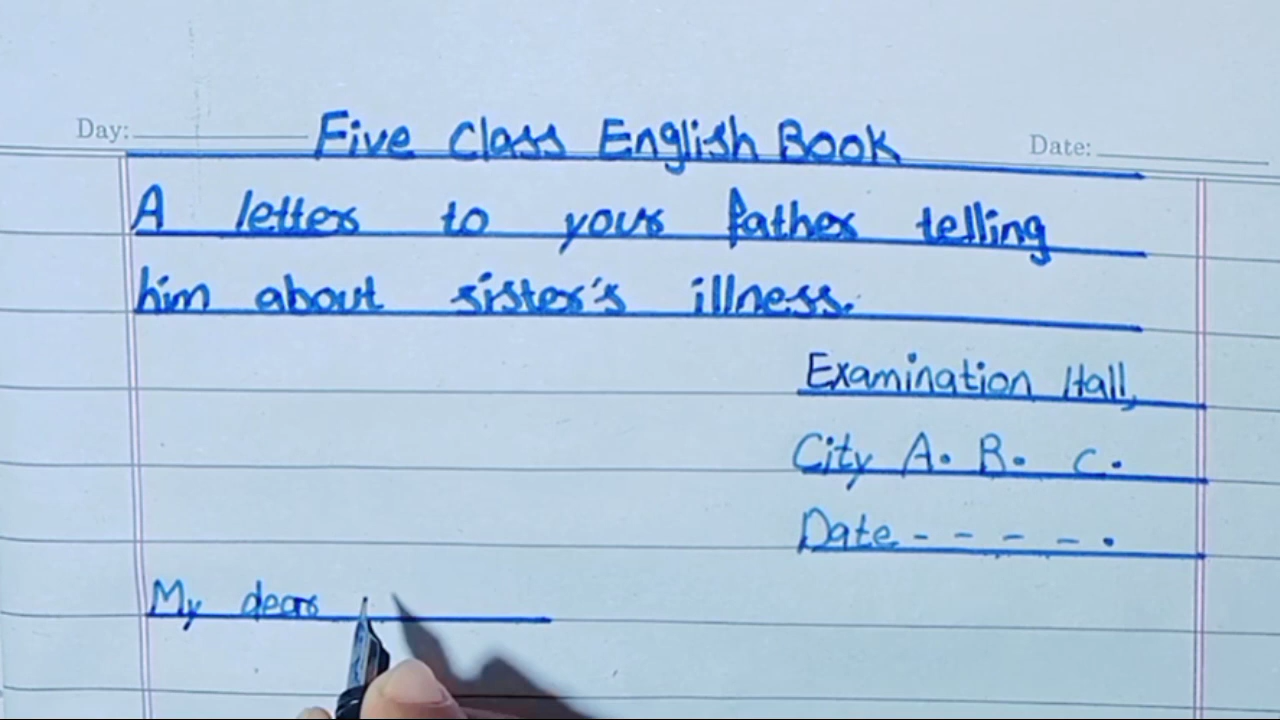 Day: Five Class English Book Date:
A letter to your father telling
him about sister's illness.
Examination Hall,
City A. B. C.
Date - - - - .
My dear